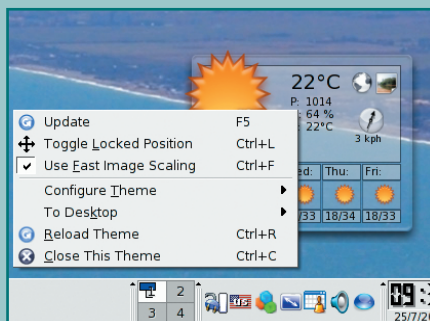 22°C
P: 1014
: 64 %
: 22°C
3 kph
Update F5
Toggle Locked Position Ctrl+L
Use Fast Image Scaling Ctrl+F
Configure Theme
To Desktop
Reload Theme Ctrl+R
Close This Theme Ctrl+C
ed: Thu: Fri:
/33 18/34 18/33
2
3 4
09:
25/7/20